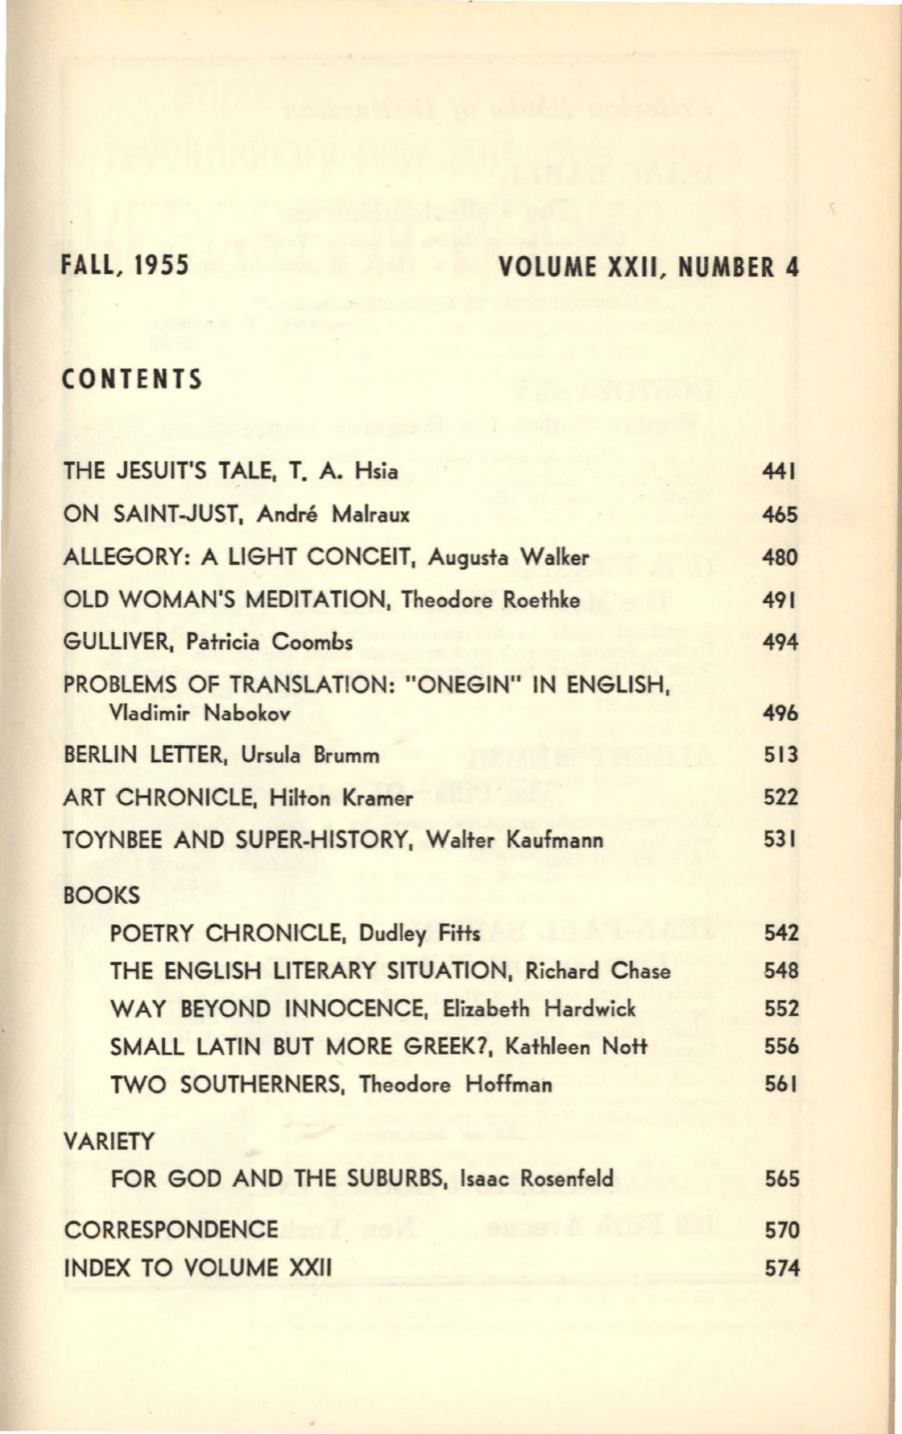 FALL, 1955 VOLUME XXII, NUMBER 4
CONTENTS
THE JESUIT'S TALE, T. A. Hsia 441
ON SAINT-JUST, André Malraux 465
ALLEGORY: A LIGHT CONCEIT, Augusta Walker 480
OLD WOMAN'S MEDITATION, Theodore Roethke 491
GULLIVER, Patricia Coombs 494
PROBLEMS OF TRANSLATION: "ONEGIN" IN ENGLISH,
Vladimir Nabokov 496
BERLIN LETTER, Ursula Brumm 513
ART CHRONICLE, Hilton Kramer 522
TOYNBEE AND SUPER-HISTORY, Walter Kaufmann 531
BOOKS
POETRY CHRONICLE, Dudley Fitts 542
THE ENGLISH LITERARY SITUATION, Richard Chase 548
WAY BEYOND INNOCENCE, Elizabeth Hardwick 552
SMALL LATIN BUT MORE GREEK?, Kathleen Nott 556
TWO SOUTHERNERS, Theodore Hoffman 561
VARIETY
FOR GOD AND THE SUBURBS, Isaac Rosenfeld 565
CORRESPONDENCE 570
INDEX TO VOLUME XXII 574